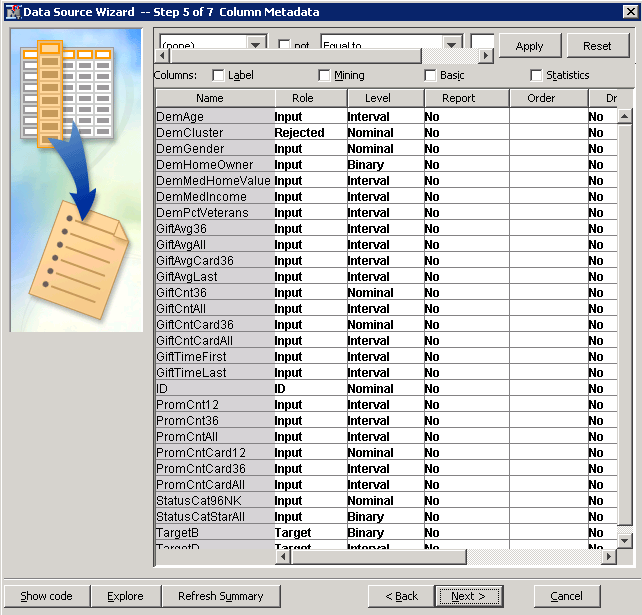 Data Source Wizard -- Step 5 of 7 Column Metadata
(none) not Equal to Apply Reset
Columns: Label Mining Basic Statistics
Name Role Level Report Order Dr
DemAge Input Interval No No
DemCluster Rejected Nominal No No
DemGender Input Nominal No No
DemHomeOwner Input Binary No No
DemMedHomeValue Input Interval No No
DemMedIncome Input Interval No No
DemPctVeterans Input Interval No No
GiftAvg36 Input Interval No No
GiftAvgAll Input Interval No No
GiftAvgCard36 Input Interval No No
GiftAvgLast Input Interval No No
GiftCnt36 Input Nominal No No
GiftCntAll Input Interval No No
GiftCntCard36 Input Nominal No No
GiftCntCardAll Input Interval No No
GiftTimeFirst Input Interval No No
GiftTimeLast Input Interval No No
ID ID Nominal No No
PromCnt12 Input Interval No No
PromCnt36 Input Interval No No
PromCntAll Input Interval No No
PromCntCard12 Input Nominal No No
PromCntCard36 Input Interval No No
PromCntCardAll Input Interval No No
StatusCat96NK Input Nominal No No
StatusCatStarAll Input Binary No No
TargetB Target Binary No No
TargetD Target Interval No No
Show code Explore Refresh Summary < Back Next > Cancel